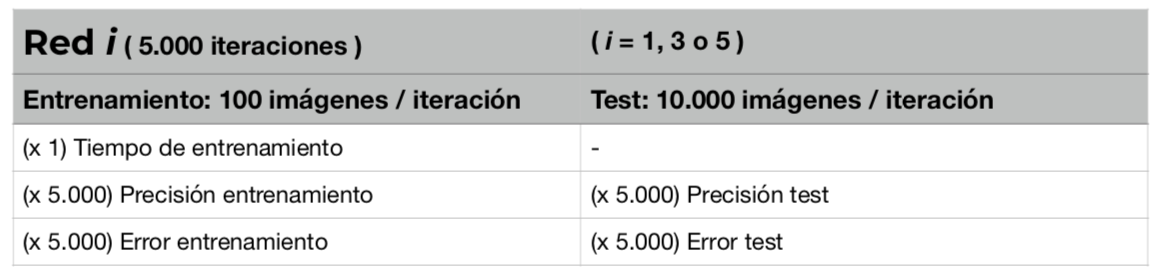 Red i ( 5.000 iteraciones ) ( i = 1, 3 o 5 )
Entrenamiento: 100 imágenes / iteración Test: 10.000 imágenes / iteración
(x 1) Tiempo de entrenamiento -
(x 5.000) Precisión entrenamiento (x 5.000) Precisión test
(x 5.000) Error entrenamiento (x 5.000) Error test